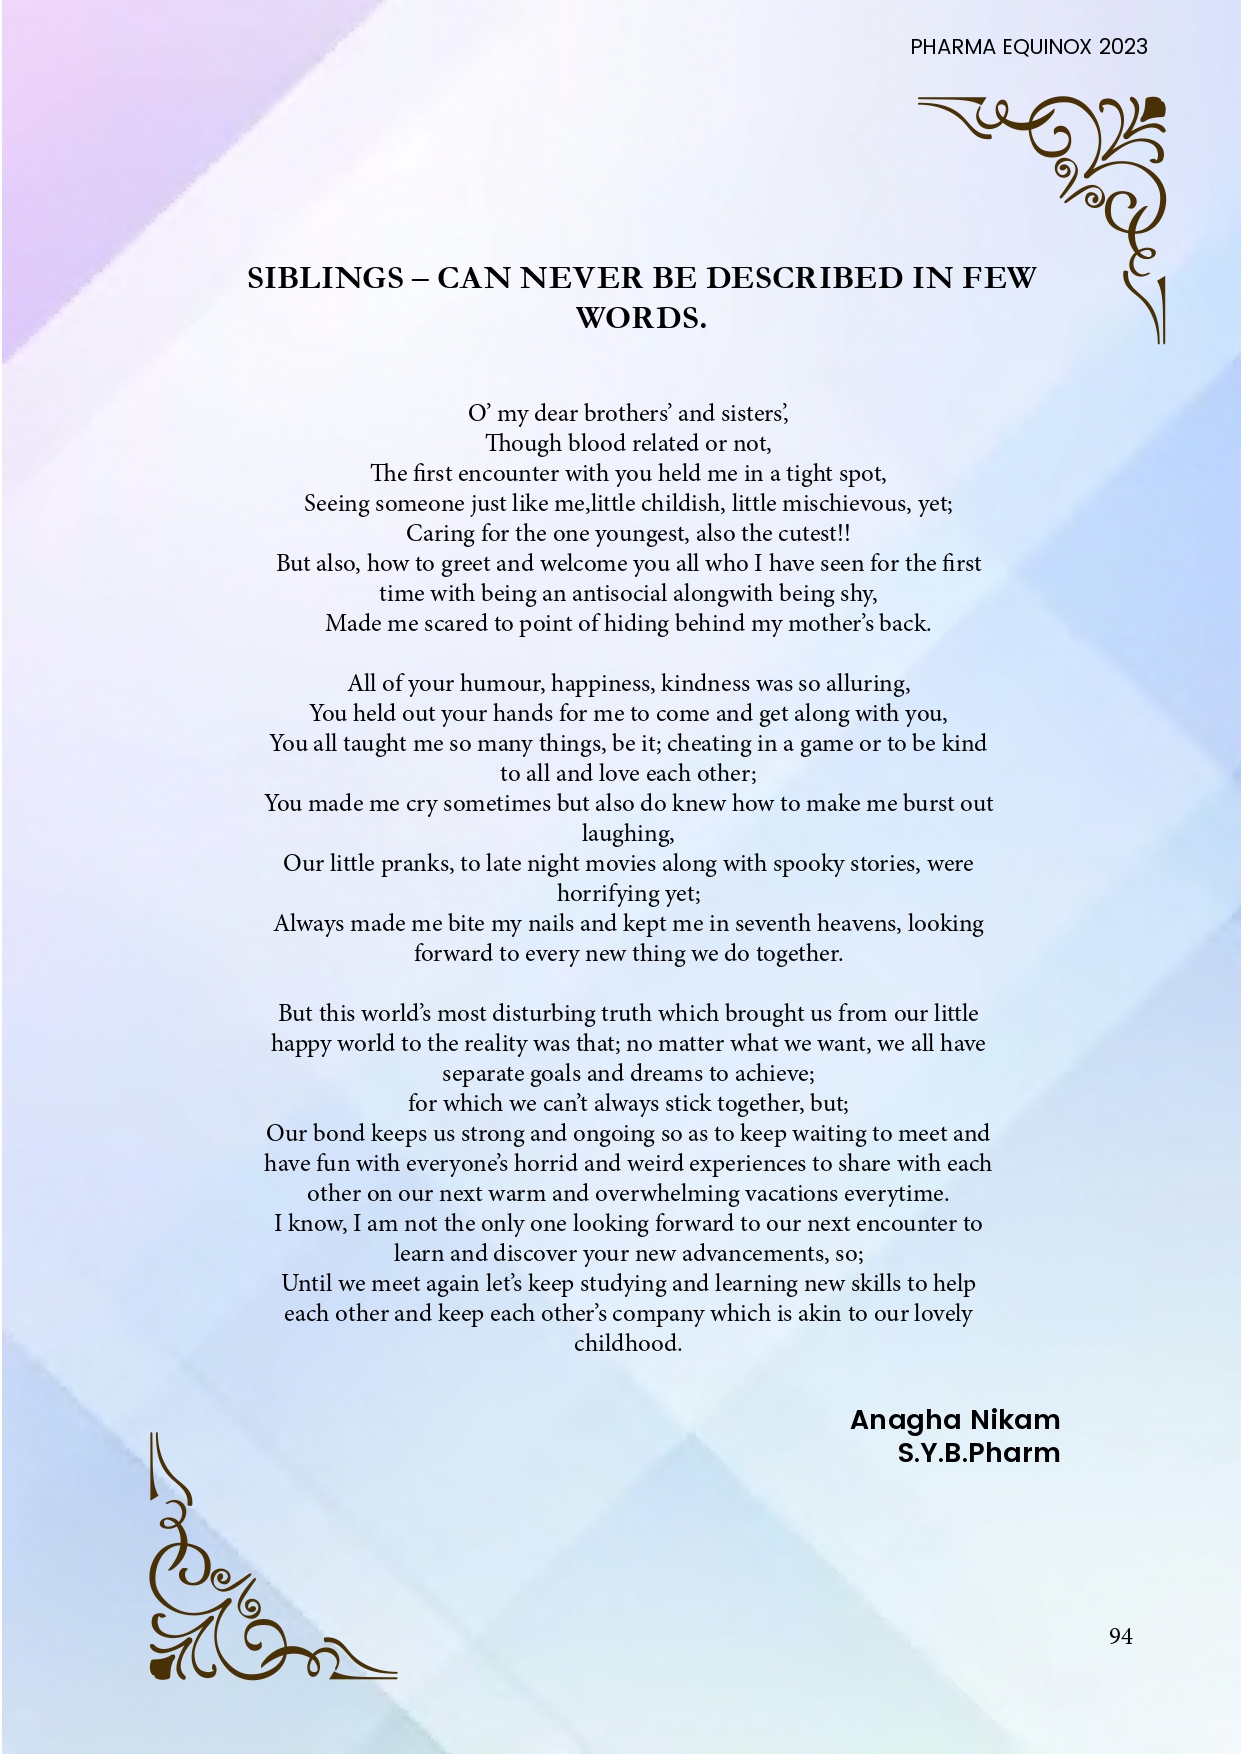 PHARMA EQUINOX 2023
SIBLINGS – CAN NEVER BE DESCRIBED IN FEW
WORDS.
O’ my dear brothers’ and sisters’,
Though blood related or not,
The first encounter with you held me in a tight spot,
Seeing someone just like me,little childish, little mischievous, yet;
Caring for the one youngest, also the cutest!!
But also, how to greet and welcome you all who I have seen for the first
time with being an antisocial alongwith being shy,
Made me scared to point of hiding behind my mother’s back.
All of your humour, happiness, kindness was so alluring,
You held out your hands for me to come and get along with you,
You all taught me so many things, be it; cheating in a game or to be kind
to all and love each other;
You made me cry sometimes but also do knew how to make me burst out
laughing,
Our little pranks, to late night movies along with spooky stories, were
horrifying yet;
Always made me bite my nails and kept me in seventh heavens, looking
forward to every new thing we do together.
But this world’s most disturbing truth which brought us from our little
happy world to the reality was that; no matter what we want, we all have
separate goals and dreams to achieve;
for which we can’t always stick together, but;
Our bond keeps us strong and ongoing so as to keep waiting to meet and
have fun with everyone’s horrid and weird experiences to share with each
other on our next warm and overwhelming vacations everytime.
I know, I am not the only one looking forward to our next encounter to
learn and discover your new advancements, so;
Until we meet again let’s keep studying and learning new skills to help
each other and keep each other’s company which is akin to our lovely
childhood.
Anagha Nikam
S.Y.B.Pharm
94